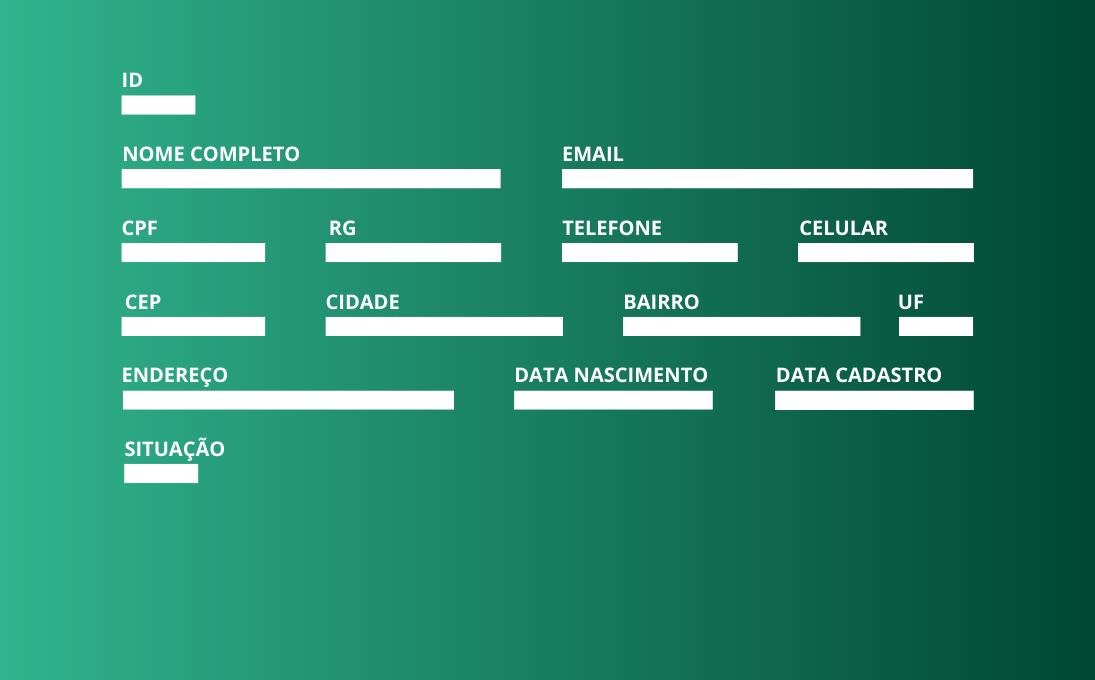 ID
NOME COMPLETO EMAIL
CPF RG TELEFONE CELULAR
CEP CIDADE BAIRRO UF
ENDEREÇO DATA NASCIMENTO DATA CADASTRO
SITUAÇÃO